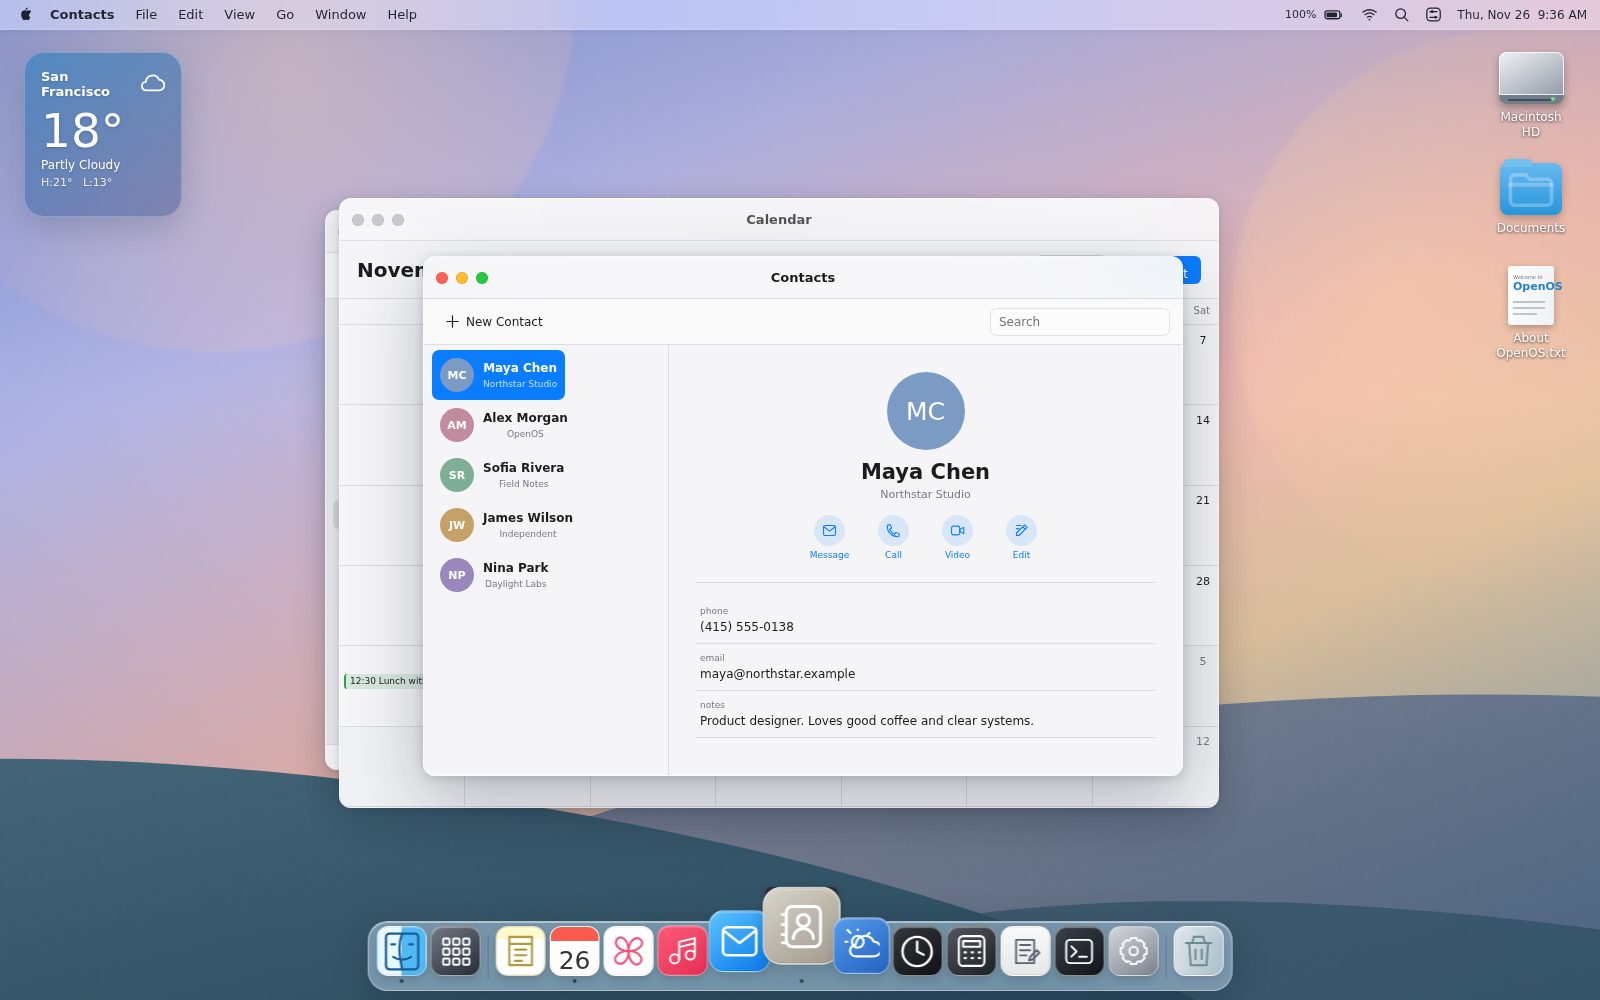 Contacts File Edit View Go Window Help
100% Thu, Nov 26 9:36 AM
San
Francisco
18°
Partly Cloudy
H:21° L:13°
Macintosh
HD
Documents
Welcome to
OpenOS
About
OpenOS.txt
Calendar
Contacts
New Contact
Search
Sat
7
14
21
28
5
12
12:30 Lunch
MC
Maya Chen
Northstar Studio
AM
Alex Morgan
OpenOS
SR
Sofia Rivera
Field Notes
JW
James Wilson
Independent
NP
Nina Park
Daylight Labs
MC
Maya Chen
Northstar Studio
Message Call Video Edit
phone
(415) 555-0138
email
maya@northstar.example
notes
Product designer. Loves good coffee and clear systems.
26